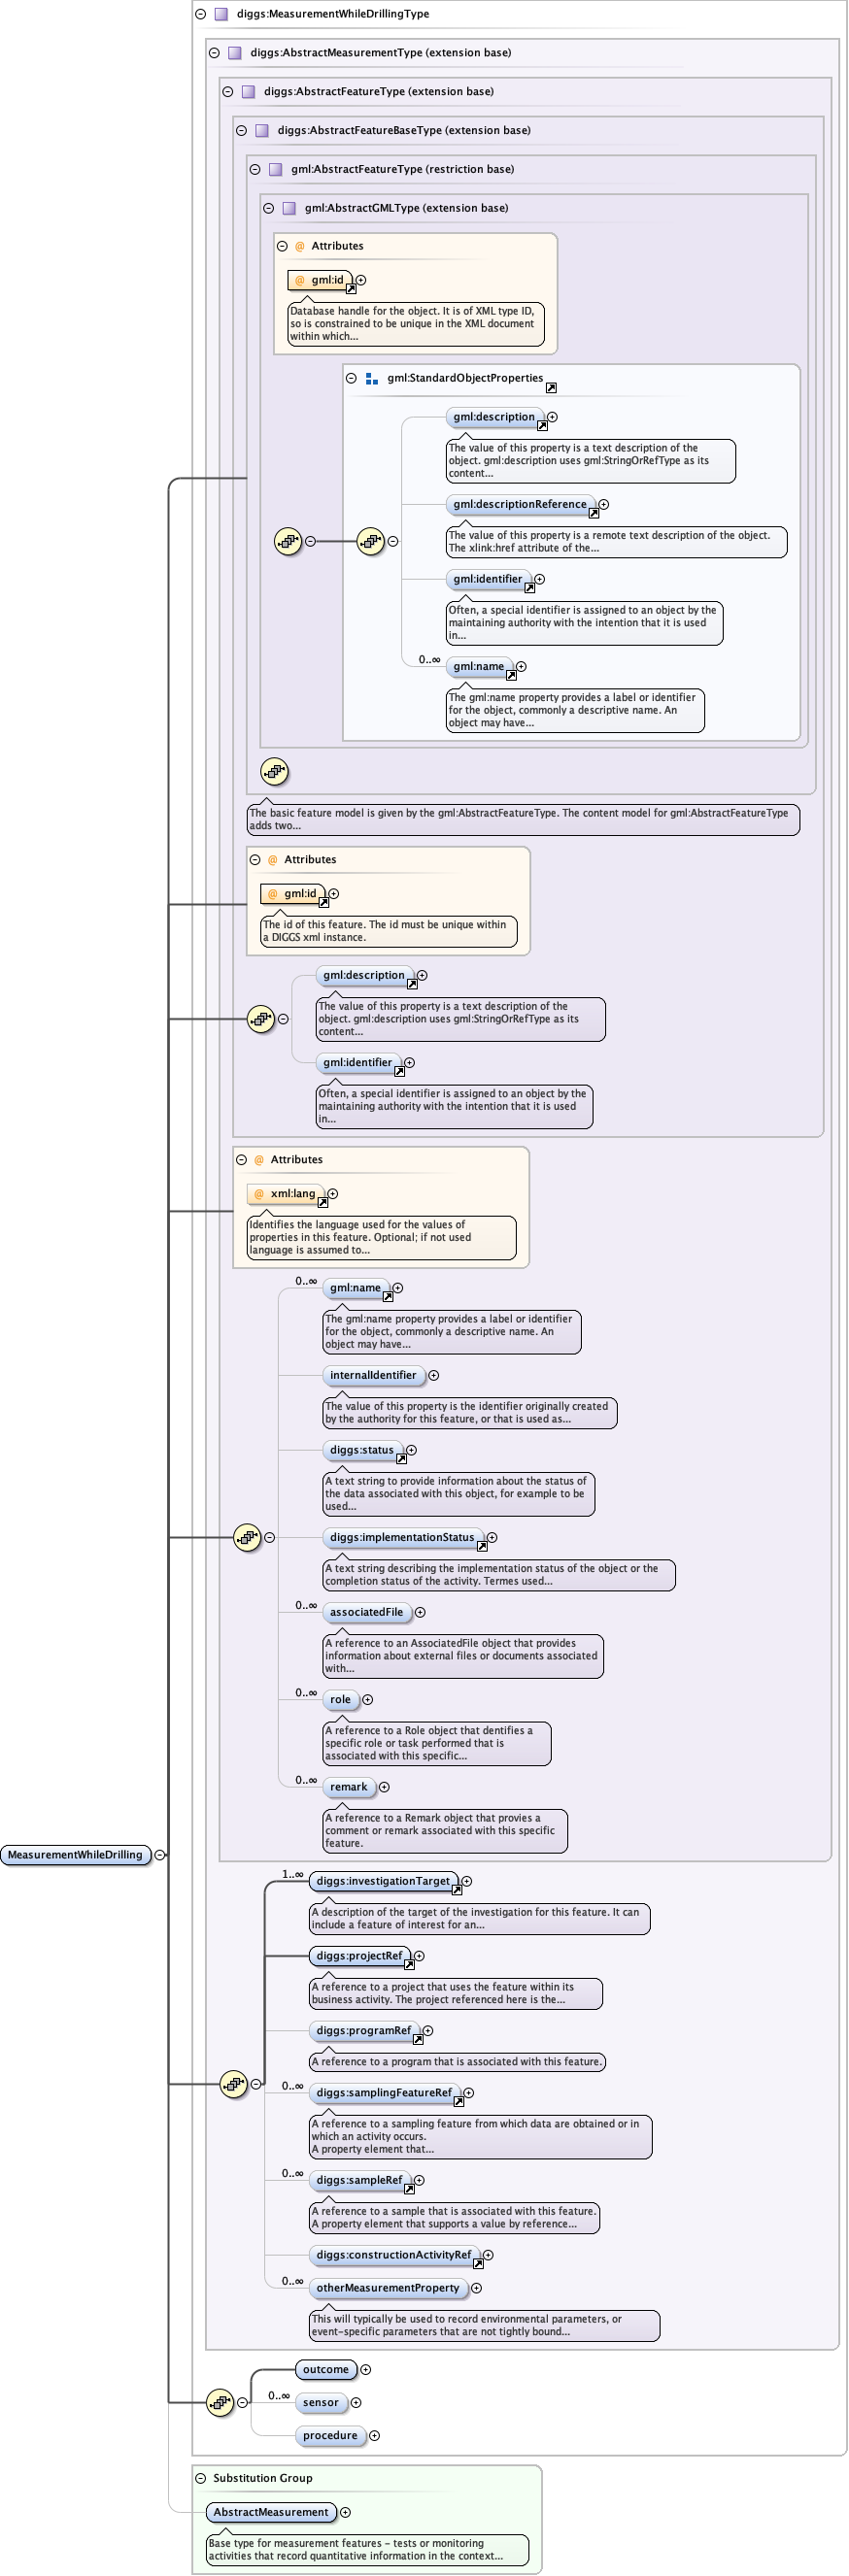 diggs:MeasurementWhileDrillingType
diggs:AbstractMeasurementType (extension base)
diggs:AbstractFeatureType (extension base)
diggs:AbstractFeatureBaseType (extension base)
gml:AbstractFeatureType (restriction base)
gml:AbstractGMLType (extension base)
@ Attributes
@ gml:id
Database handle for the object. It is of XML type ID,
so is constrained to be unique in the XML document
within which...
gml:StandardObjectProperties
gml:description
The value of this property is a text description of the
object. gml:description uses gml:StringOrRefType as its
content...
gml:descriptionReference
The value of this property is a remote text description of the object.
The xlink:href attribute of the...
gml:identifier
Often, a special identifier is assigned to an object by the
maintaining authority with the intention that it is used
in...
0..∞
gml:name
The gml:name property provides a label or identifier
for the object, commonly a descriptive name. An
object may have...
The basic feature model is given by the gml:AbstractFeatureType. The content model for gml:AbstractFeatureType
adds two...
@ Attributes
@ gml:id
The id of this feature. The id must be unique within
a DIGGS xml instance.
gml:description
The value of this property is a text description of the
object. gml:description uses gml:StringOrRefType as its
content...
gml:identifier
Often, a special identifier is assigned to an object by the
maintaining authority with the intention that it is used
in...
@ Attributes
@ xml:lang
Identifies the language used for the values of
properties in this feature. Optional; if not used
language is assumed to...
0..∞
gml:name
The gml:name property provides a label or identifier
for the object, commonly a descriptive name. An
object may have...
internalIdentifier
The value of this property is the identifier originally created
by the authority for this feature, or that is used as...
diggs:status
A text string to provide information about the status of
the data associated with this object, for example to be
used...
diggs:implementationStatus
A text string describing the implementation status of the object or the
completion status of the activity. Termes used...
0..∞
associatedFile
A reference to an AssociatedFile object that provides
information about external files or documents associated
with...
0..∞
role
A reference to a Role object that dentifies a
specific role or task performed that is
associated with this specific...
0..∞
remark
A reference to a Remark object that provies a
comment or remark associated with this specific
feature.
MeasurementWhileDrilling
1..∞
diggs:investigationTarget
A description of the target of the investigation for this feature. It can
include a feature of interest for an...
diggs:projectRef
A reference to a project that uses the feature within its
business activity. The project referenced here is the...
diggs:programRef
A reference to a program that is associated with this feature.
0..∞
diggs:samplingFeatureRef
A reference to a sampling feature from which data are obtained or in
which an activity occurs.
A property element that...
0..∞
diggs:sampleRef
A reference to a sample that is associated with this feature.
A property element that supports a value by reference...
diggs:constructionActivityRef
0..∞
otherMeasurementProperty
This will typically be used to record environmental parameters, or
event-specific parameters that are not tightly bound...
outcome
0..∞
sensor
procedure
Substitution Group
AbstractMeasurement
Base type for measurement features - tests or monitoring
activities that record quantitative information in the context...